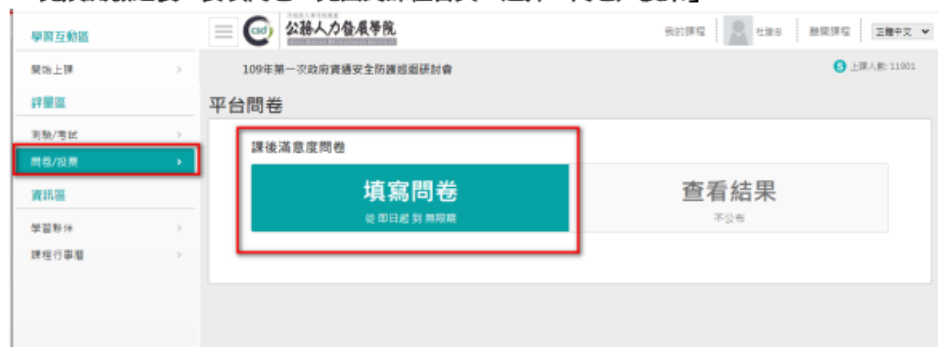 學習互動區
公務人力發展學院
我的課程
離開課程
正體中文
開始上課
109年第一次政府資通安全防護巡迴研討會
5 上課人數: 11901
評量區
平台問卷
測驗/考試
課後滿意度問卷
問卷/投票
填寫問卷
從 即日起 到 無限期
查看結果
不公布
資訊區
學習夥伴
課程行事曆